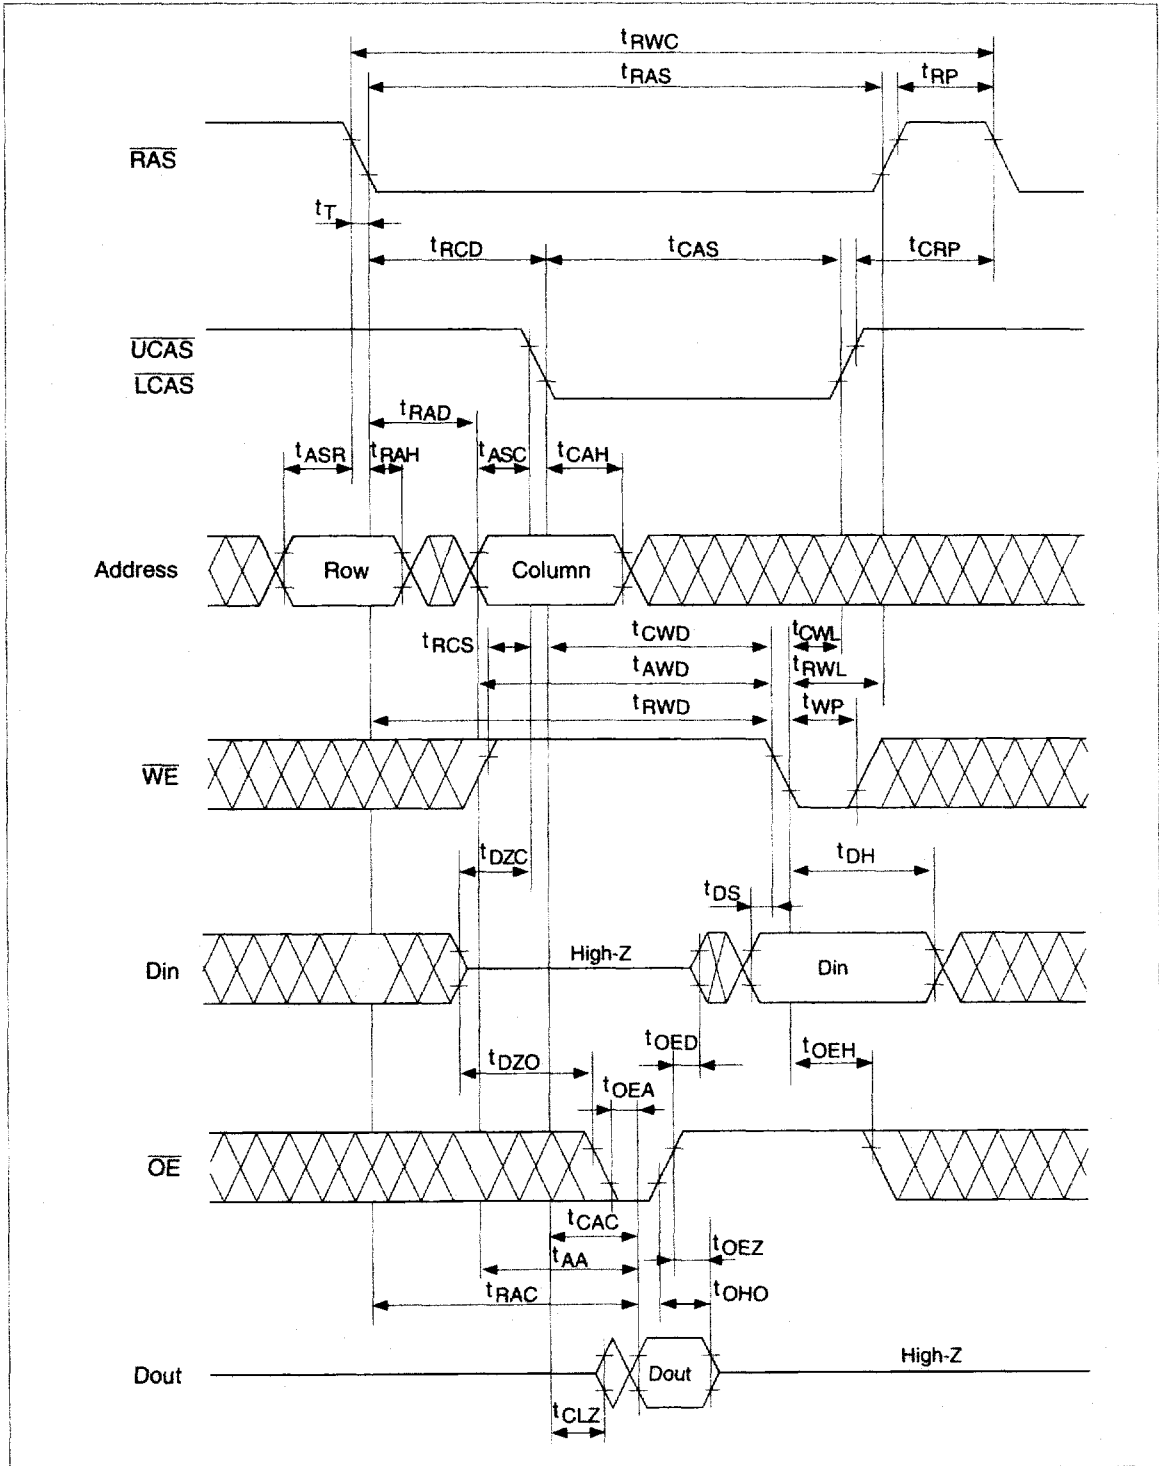 tRWC
tRAS
tRP
RAS
tT
tRCD
tCAS
tCRP
UCAS
LCAS
tRAD
tASR
tRAH
tASC
tCAH
Address
Row
Column
tRCS
tCWD
tCWL
tAWD
tRWL
tRWD
tWP
WE
tDZC
tDH
tDS
Din
High-Z
Din
tOED
tDZO
tOEH
tOEA
OE
tCAC
tOEZ
tAA
tRAC
tOHO
Dout
Dout
High-Z
tCLZ